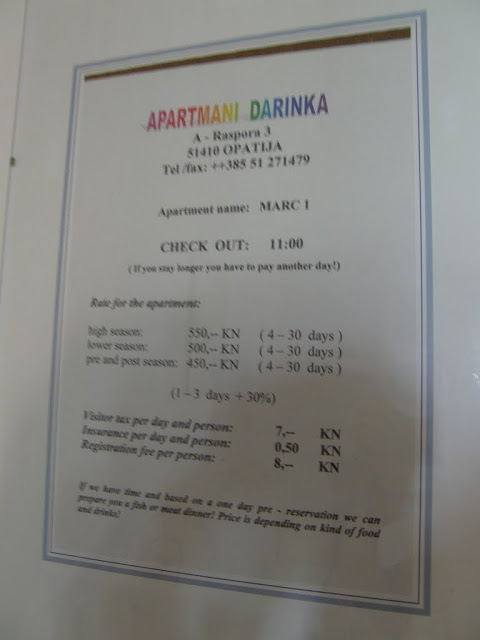 APARTMANI DARINKA
A - Raspora 3
51410 OPATIJA
Tel /fax: ++385 51 271479
Apartment name: MARC 1
CHECK OUT: 11:00
( If you stay longer you have to pay another day!)
Rate for the apartment:
high season: 550,-- KN ( 4 – 30 days )
lower season: 500,-- KN ( 4 – 30 days )
pre and post season: 450,-- KN ( 4 – 30 days )
(1 – 3 days + 30%)
Visitor tax per day and person: 7,-- KN
Insurance per day and person: 0,50 KN
Registration fee per person: 8,-- KN
If we have time and based on a one day pre - reservation we can
prepare you a fish or meat dinner! Price is depending on kind of food
and drinks!